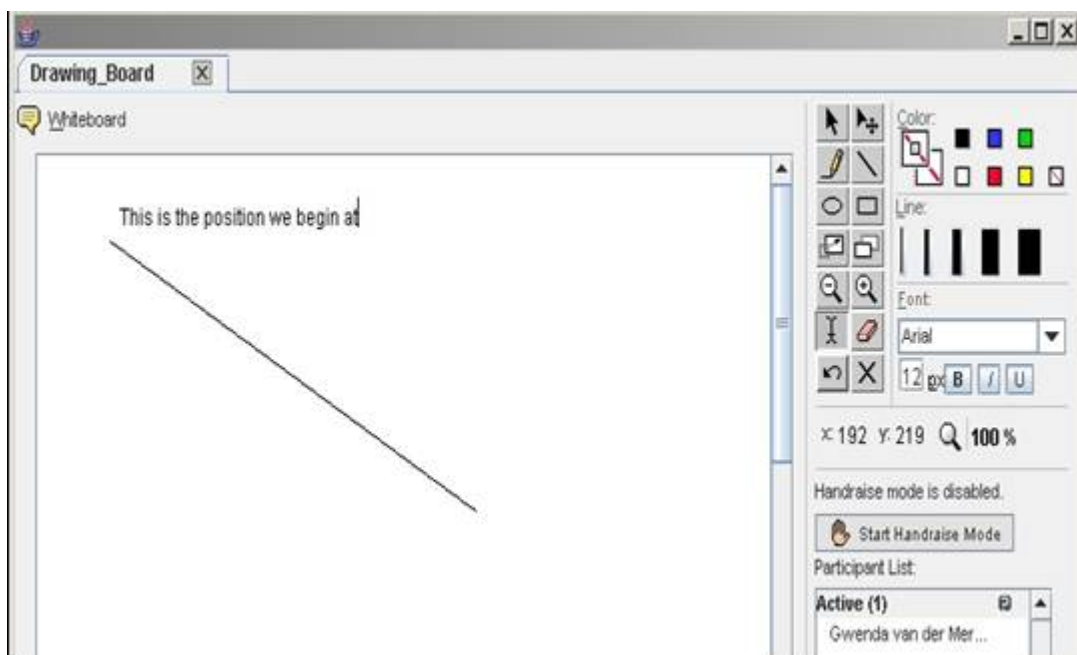 Drawing_Board
Whiteboard
This is the position we begin at
Color:
Line:
Font:
Arial
12 px B I U
x: 192 y: 219 100 %
Handraise mode is disabled.
Start Handraise Mode
Participant List:
Active (1)
Gwenda van der Mer...